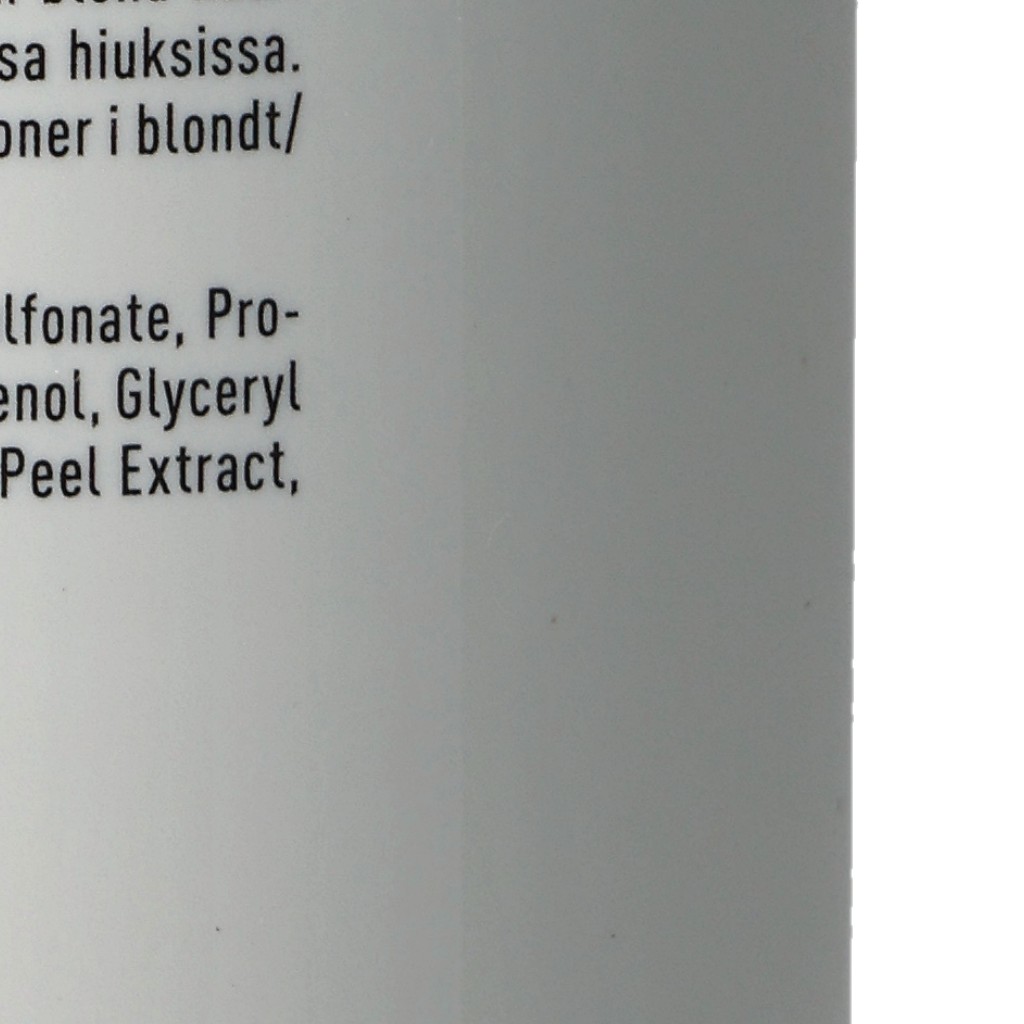 sa hiuksissa.
oner i blondt/
lfonate, Pro-
enol, Glyceryl
Peel Extract,